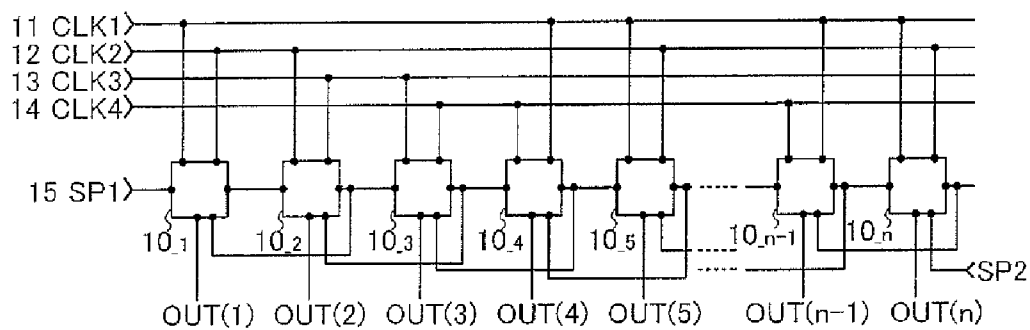 11 CLK1
12 CLK2
13 CLK3
14 CLK4
15 SP1
10_1 10_2 10_3 10_4 10_5 10_n-1 10_n
SP2
OUT(1) OUT(2) OUT(3) OUT(4) OUT(5) OUT(n-1) OUT(n)